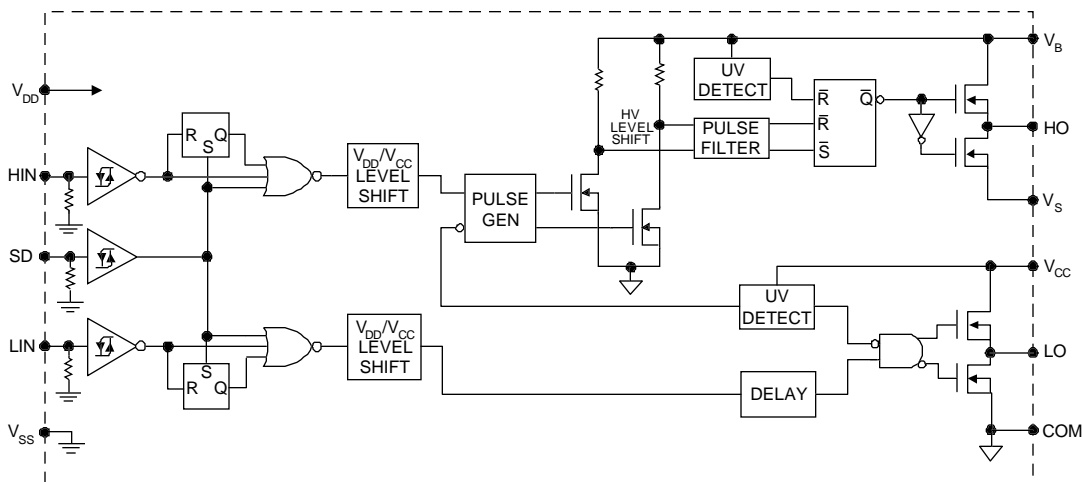 V_B
V_DD
UV
DETECT
R̅
Q̅
HV
LEVEL
SHIFT
PULSE
FILTER
R̅
S̅
HO
R
Q
S
HIN
V_DD/V_CC
LEVEL
SHIFT
PULSE
GEN
V_S
SD
V_CC
UV
DETECT
LIN
V_DD/V_CC
LEVEL
SHIFT
LO
S
R
Q
DELAY
V_SS
COM